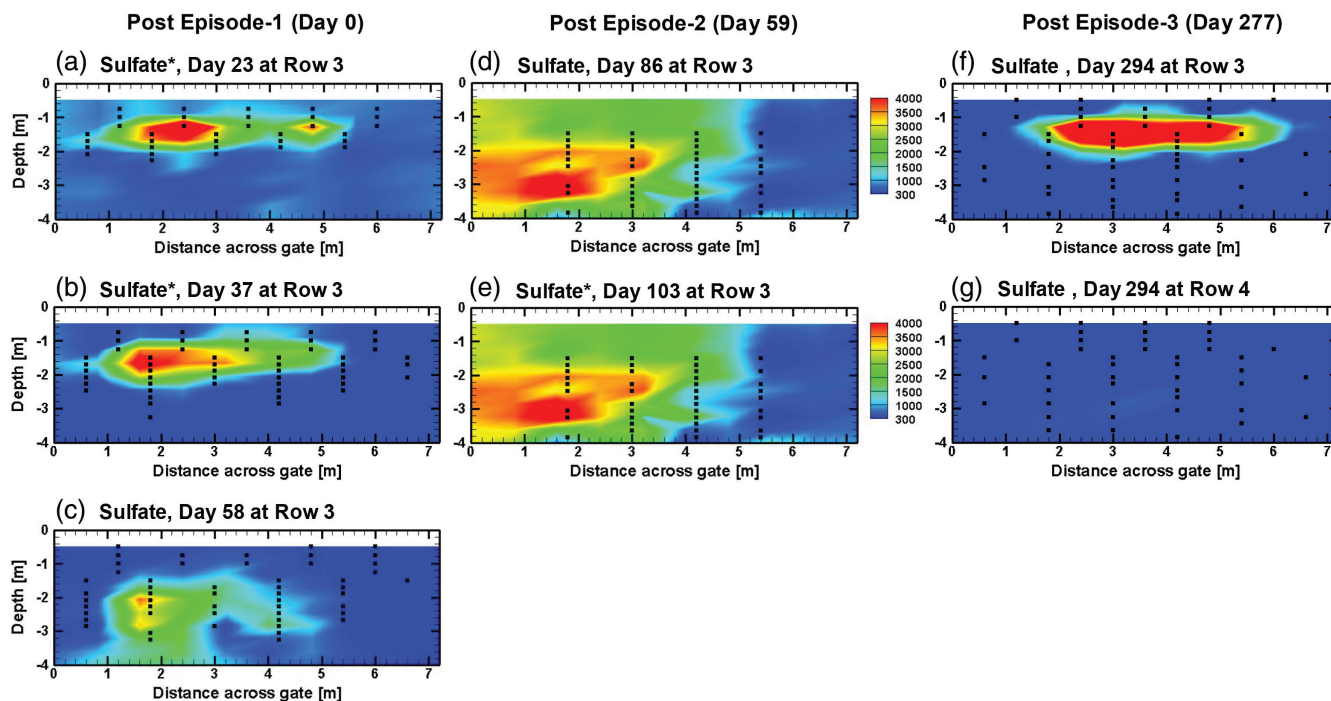 Post Episode-1 (Day 0)
Post Episode-2 (Day 59)
Post Episode-3 (Day 277)
(a) Sulfate*, Day 23 at Row 3
0
-1
-2
-3
-4
Depth [m]
0 1 2 3 4 5 6 7
Distance across gate [m]
(d) Sulfate, Day 86 at Row 3
0
-1
-2
-3
-4
0 1 2 3 4 5 6 7
Distance across gate [m]
4000
3500
3000
2500
2000
1000
300
(f) Sulfate , Day 294 at Row 3
0
-1
-2
-3
-4
0 1 2 3 4 5 6 7
Distance across gate [m]
(b) Sulfate*, Day 37 at Row 3
0
-1
-2
-3
-4
Depth [m]
0 1 2 3 4 5 6 7
Distance across gate [m]
(e) Sulfate*, Day 103 at Row 3
0
-1
-2
-3
-4
0 1 2 3 4 5 6 7
Distance across gate [m]
4000
3500
3000
2500
2000
1000
300
(g) Sulfate , Day 294 at Row 4
0
-1
-2
-3
-4
0 1 2 3 4 5 6 7
Distance across gate [m]
(c) Sulfate, Day 58 at Row 3
0
-1
-2
-3
-4
Depth [m]
0 1 2 3 4 5 6 7
Distance across gate [m]